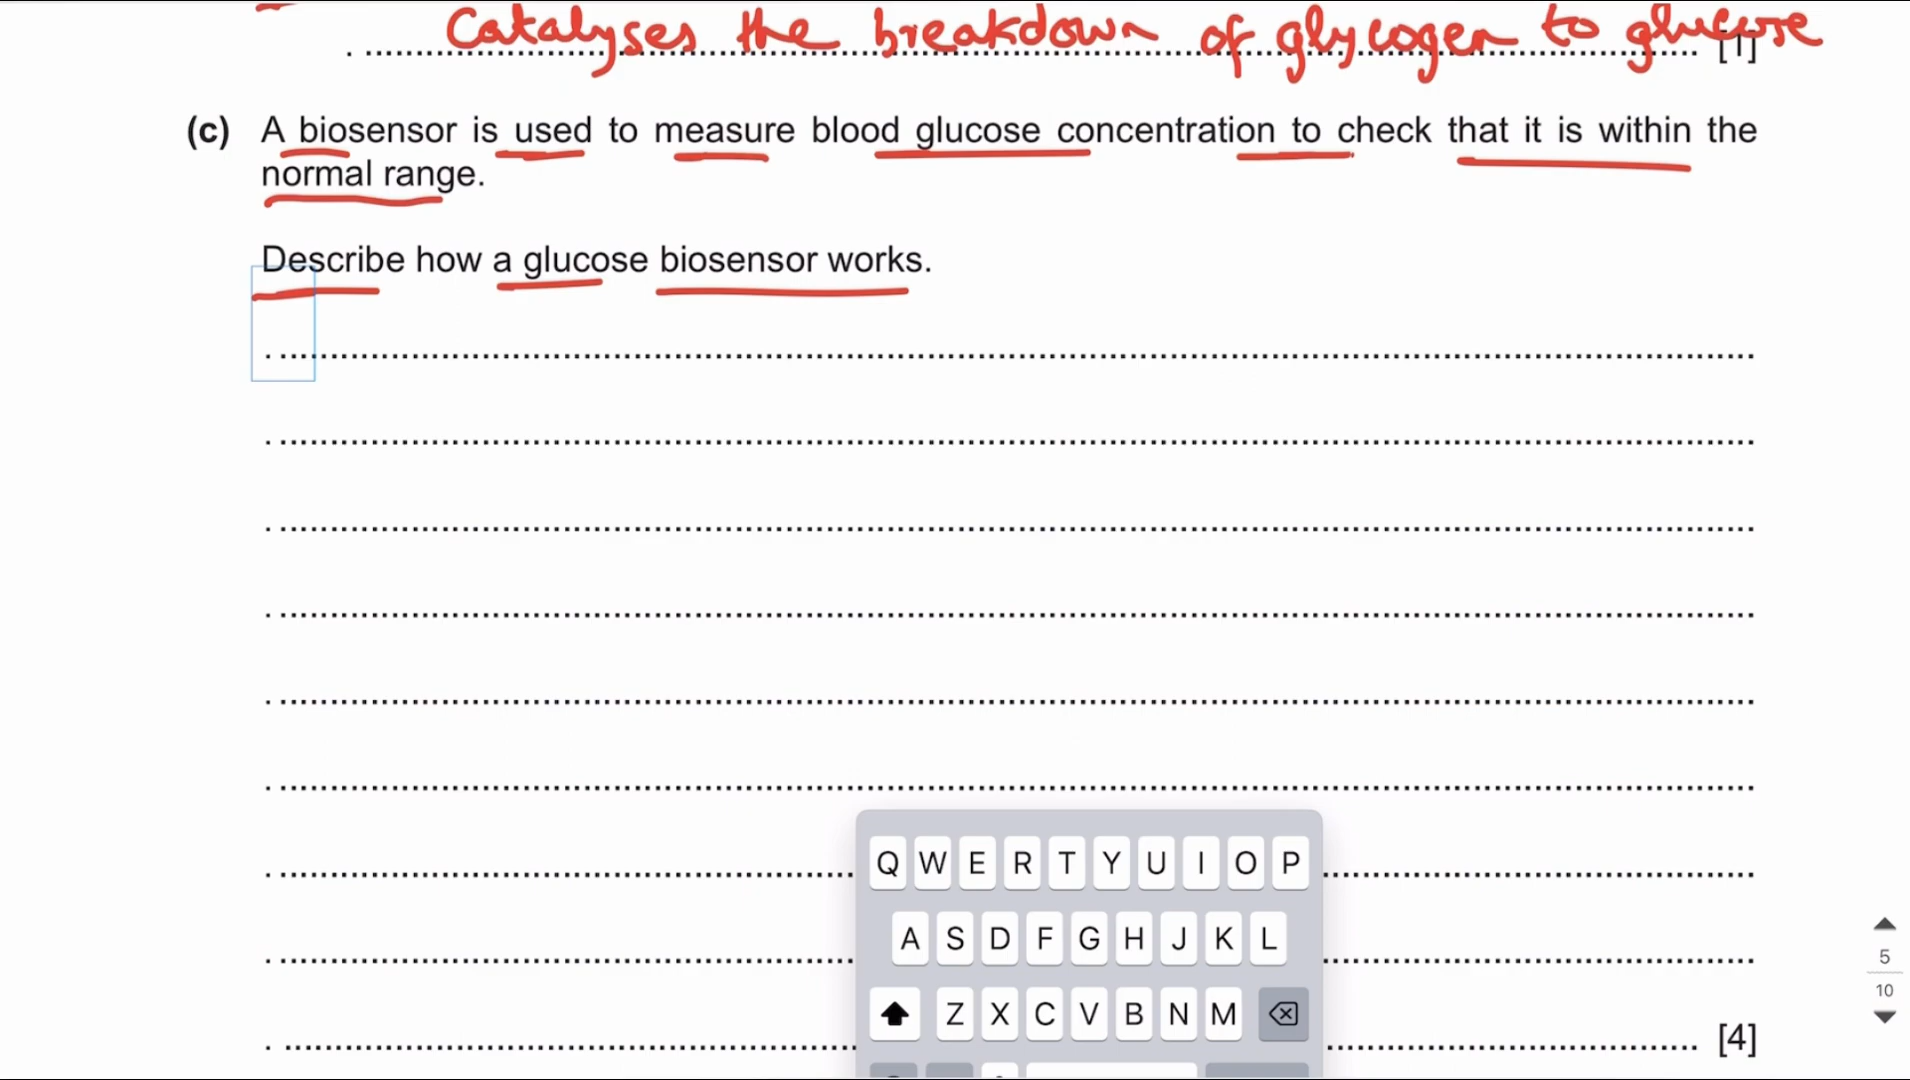 Catalyses the breakdown of glycogen to glucose
[1]
(c) A biosensor is used to measure blood glucose concentration to check that it is within the
normal range.
Describe how a glucose biosensor works.
Q W E R T Y U I O P
A S D F G H J K L
Z X C V B N M
5
10
[4]